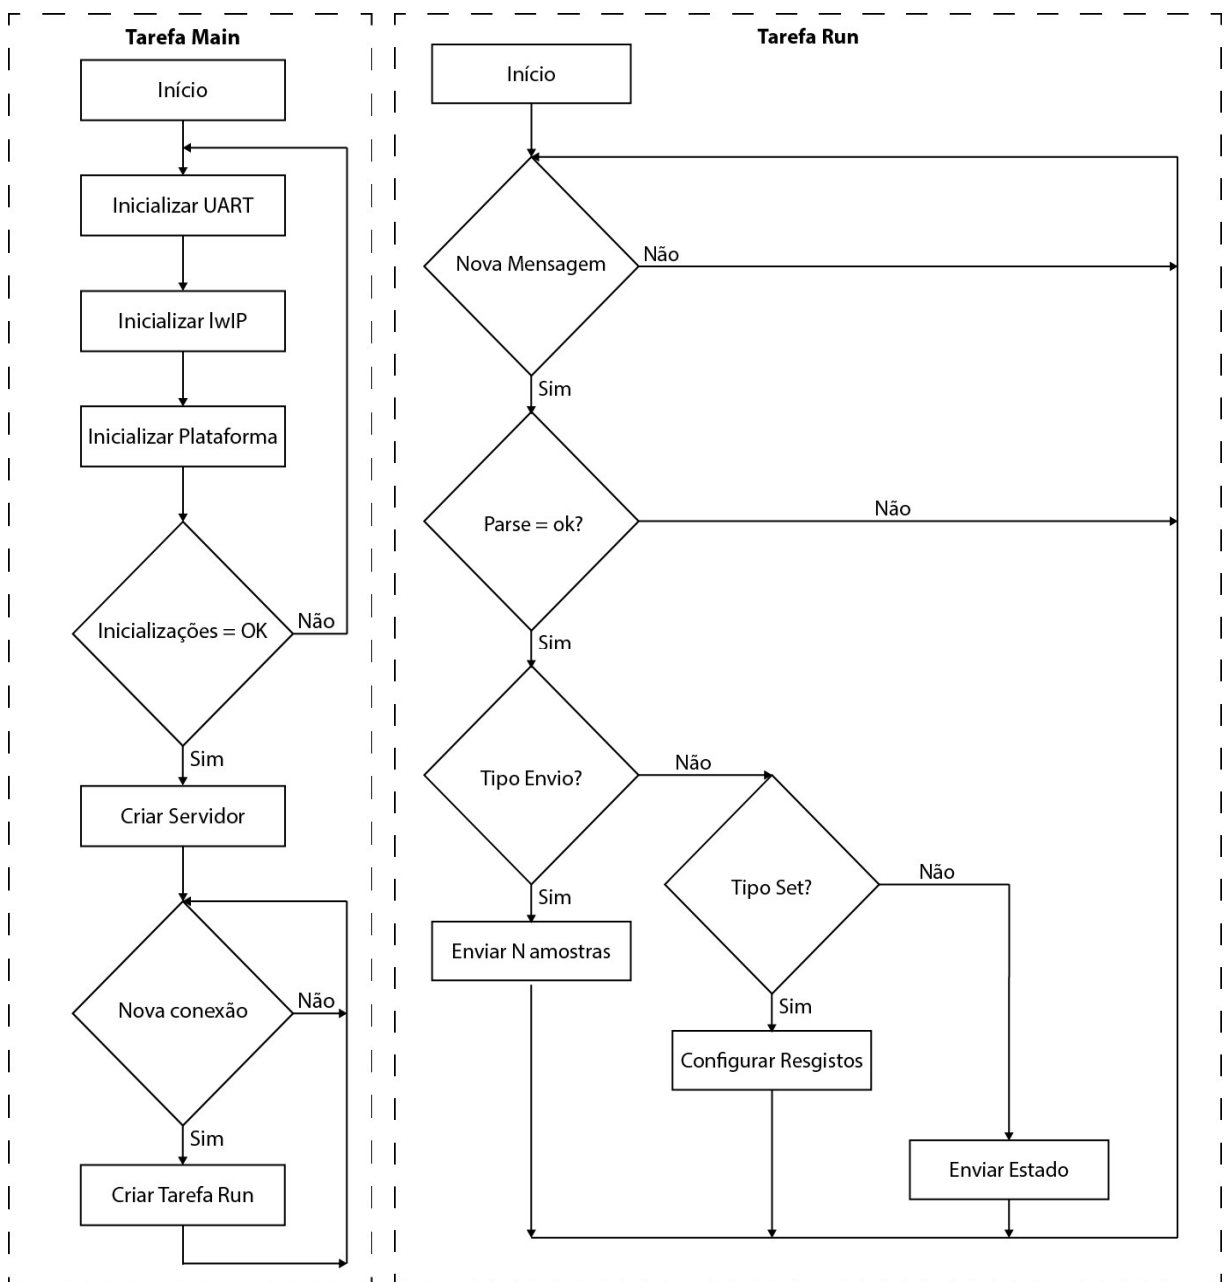 Tarefa Main
Início
Inicializar UART
Inicializar lwIP
Inicializar Plataforma
Inicializações = OK
Não
Sim
Criar Servidor
Nova conexão
Não
Sim
Criar Tarefa Run
Tarefa Run
Início
Nova Mensagem
Não
Sim
Parse = ok?
Não
Sim
Tipo Envio?
Não
Sim
Enviar N amostras
Tipo Set?
Não
Sim
Configurar Resgistos
Enviar Estado